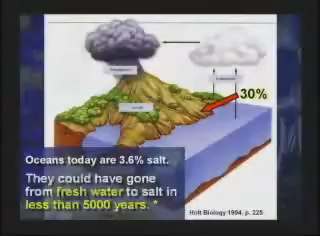 30%
Oceans today are 3.6% salt.
They could have gone
from fresh water to salt in
less than 5000 years. *
Holt Biology 1994, p. 225